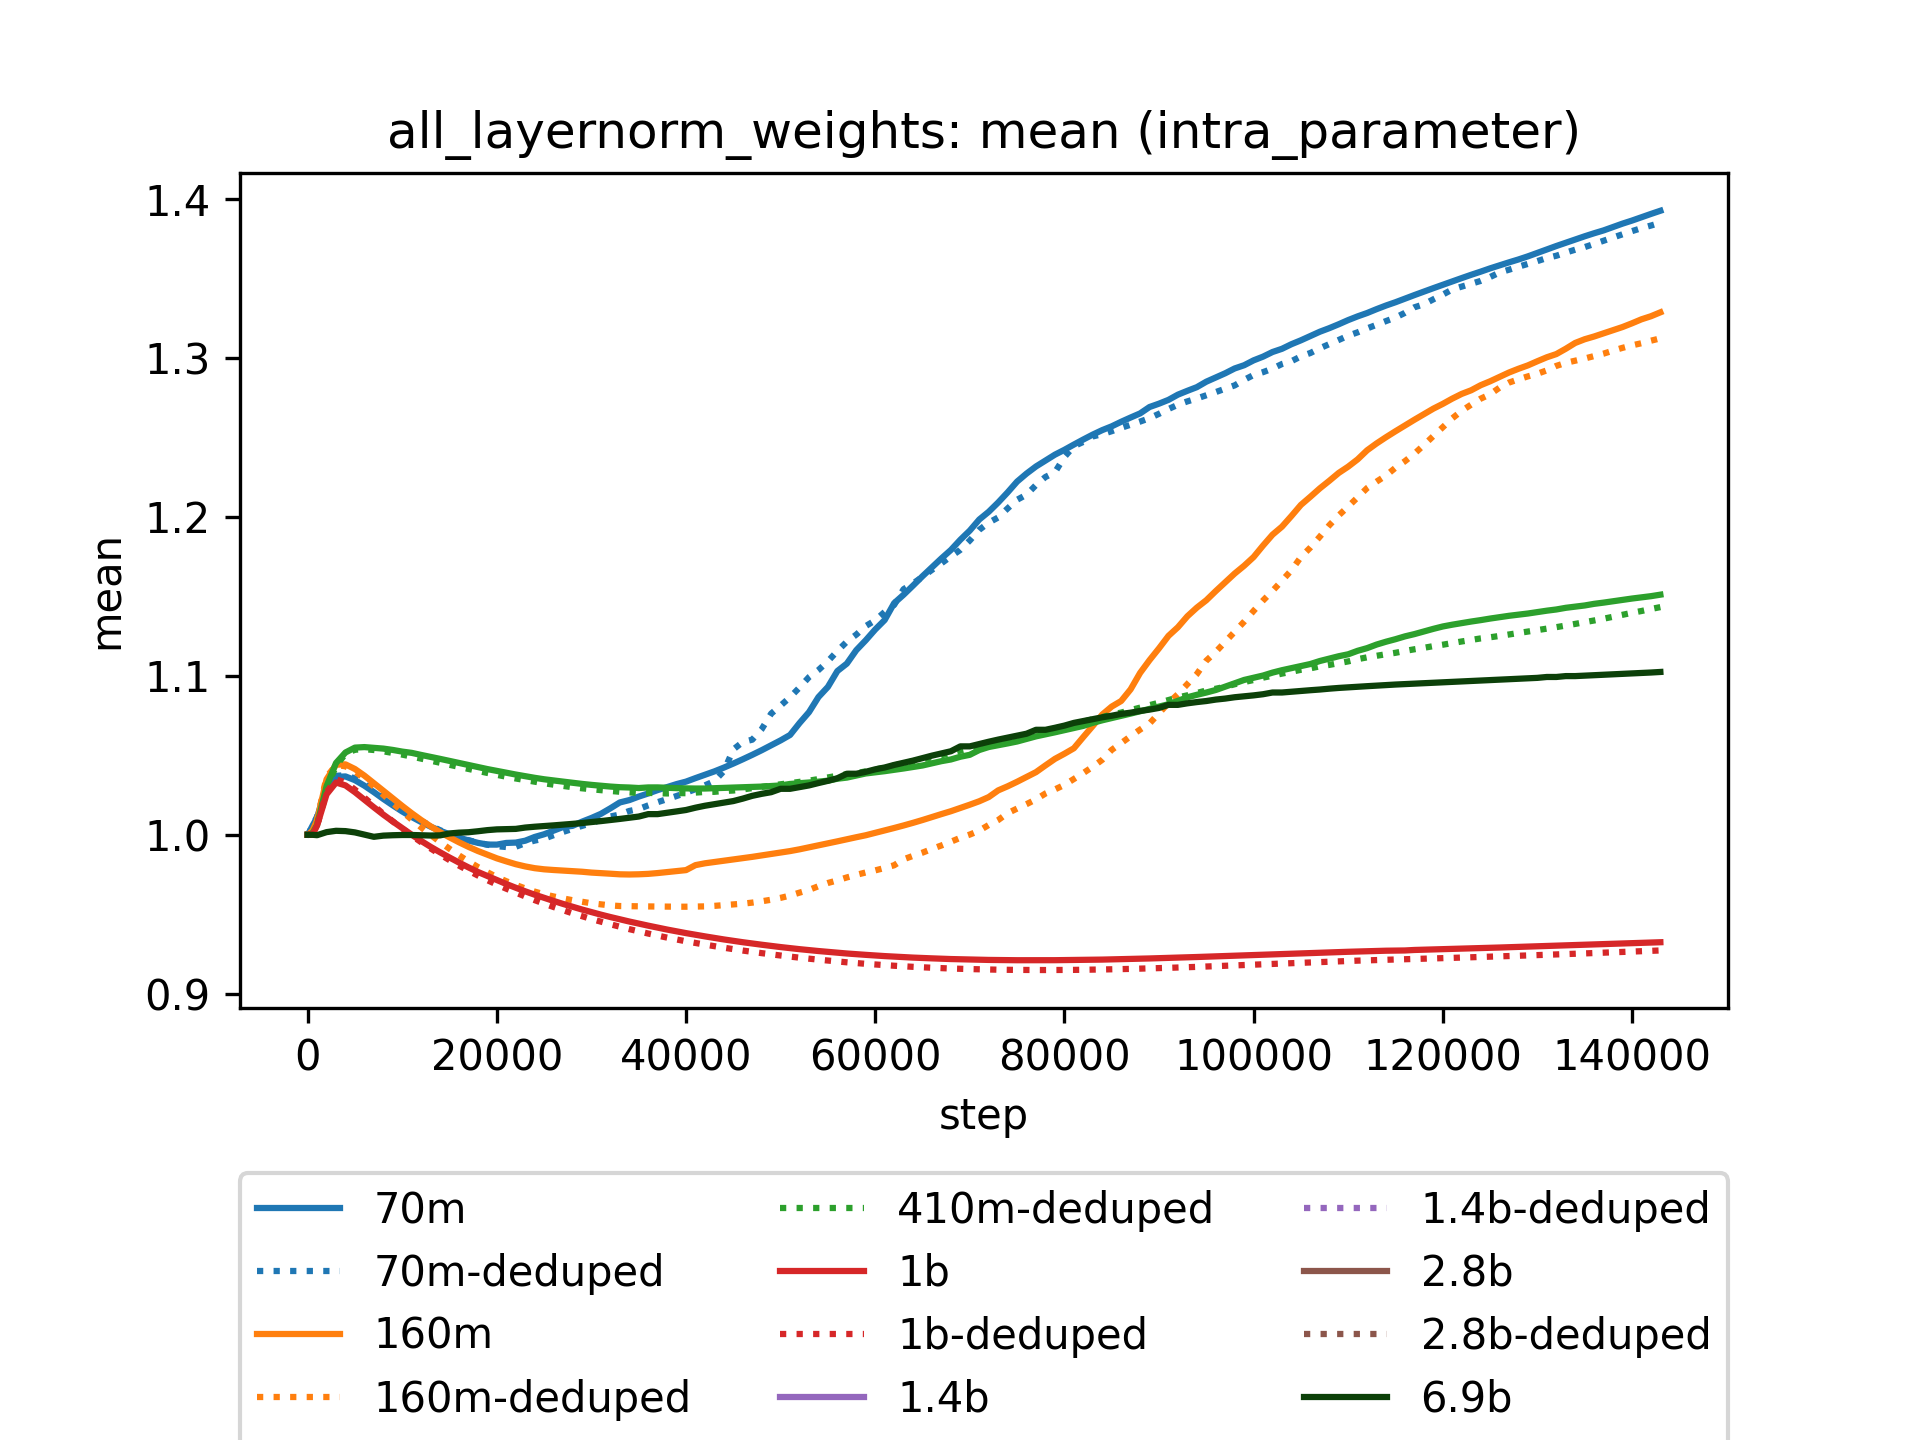 all_layernorm_weights: mean (intra_parameter)
1.4
1.3
1.2
1.1
1.0
0.9
mean
0 20000 40000 60000 80000 100000 120000 140000
step
70m 410m-deduped 1.4b-deduped
70m-deduped 1b 2.8b
160m 1b-deduped 2.8b-deduped
160m-deduped 1.4b 6.9b